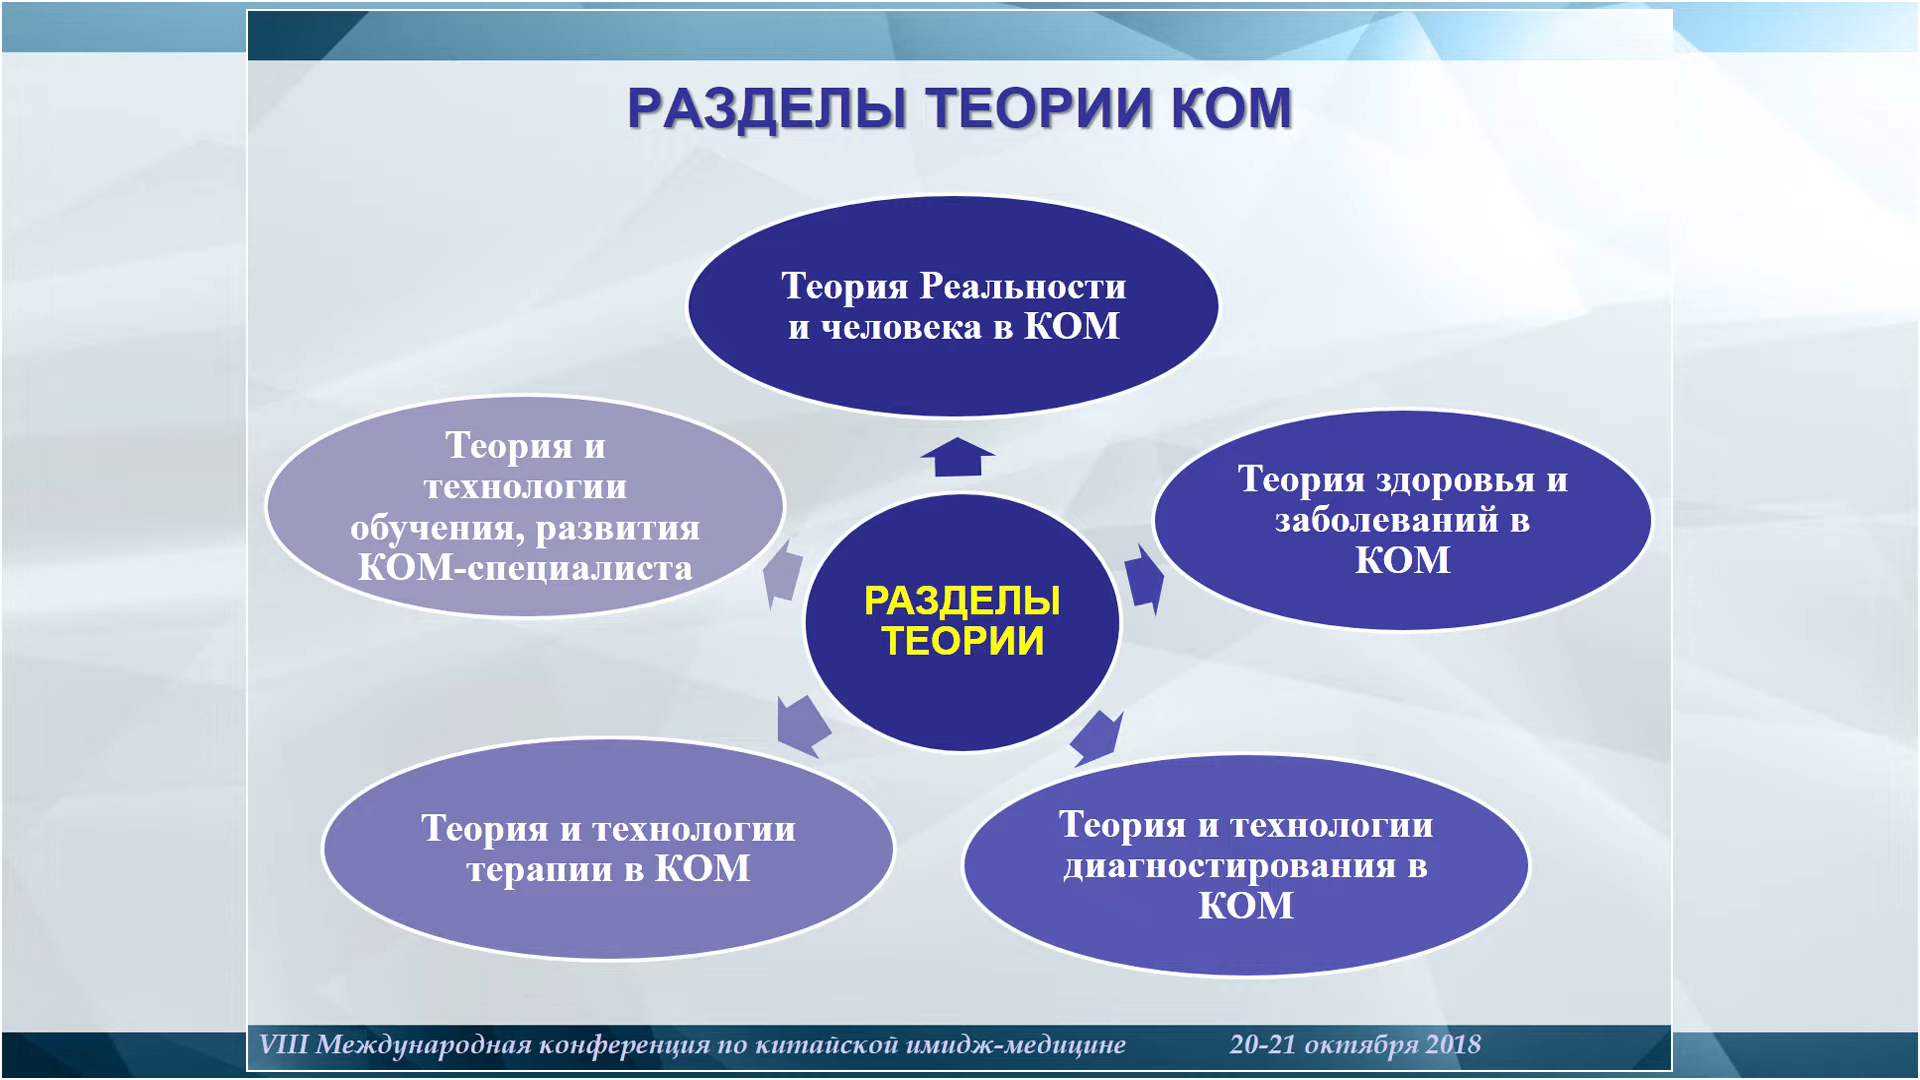 РАЗДЕЛЫ ТЕОРИИ КОМ
Теория Реальности
и человека в КОМ
Теория здоровья и
заболеваний в
КОМ
Теория и технологии
диагностирования в
КОМ
Теория и технологии
терапии в КОМ
Теория и
технологии
обучения, развития
КОМ-специалиста
РАЗДЕЛЫ
ТЕОРИИ
VIII Международная конференция по китайской имидж-медицине 20-21 октября 2018